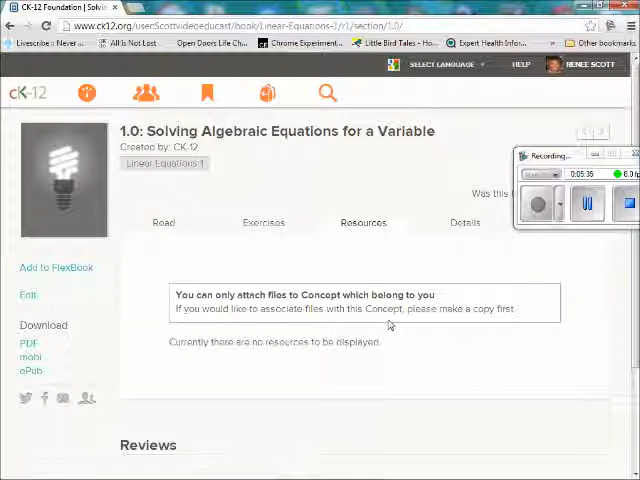 CK-12 Foundation | Solvin
www.ck12.org/user:Scottvideoeducast/book/Linear-Equations-1/r1/section/1.0/
Livescribe :: Never ...
All Is Not Lost
Open Doors Life Ch...
Chrome Experiment...
Little Bird Tales - Ho...
Expert Health Infor...
Other bookmarks
SELECT LANGUAGE
HELP
RENEE SCOTT
cK-12
1.0: Solving Algebraic Equations for a Variable
Created by: CK-12
Linear Equations 1
Recording...
0:05:35
Was this
Read
Exercises
Resources
Details
Add to FlexBook
Edit
You can only attach files to Concept which belong to you
If you would like to associate files with this Concept, please make a copy first.
Currently there are no resources to be displayed.
Download
PDF
mobi
ePub
Reviews